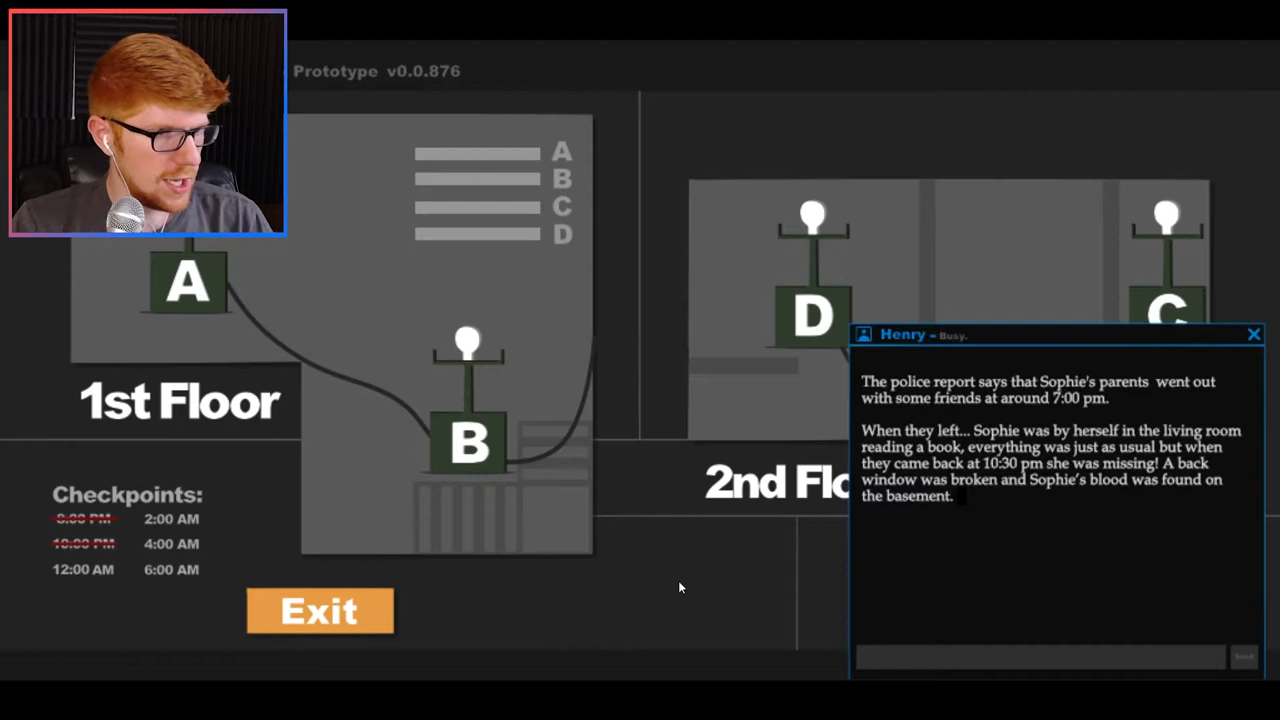 Prototype v0.0.876
A
B
C
D
A
B
D
C
1st Floor
2nd Flo
Checkpoints:
8:00 PM 2:00 AM
10:00 PM 4:00 AM
12:00 AM 6:00 AM
Exit
Henry - Busy.
The police report says that Sophie's parents went out
with some friends at around 7:00 pm.
When they left... Sophie was by herself in the living room
reading a book, everything was just as usual but when
they came back at 10:30 pm she was missing! A back
window was broken and Sophie's blood was found on
the basement.
Send